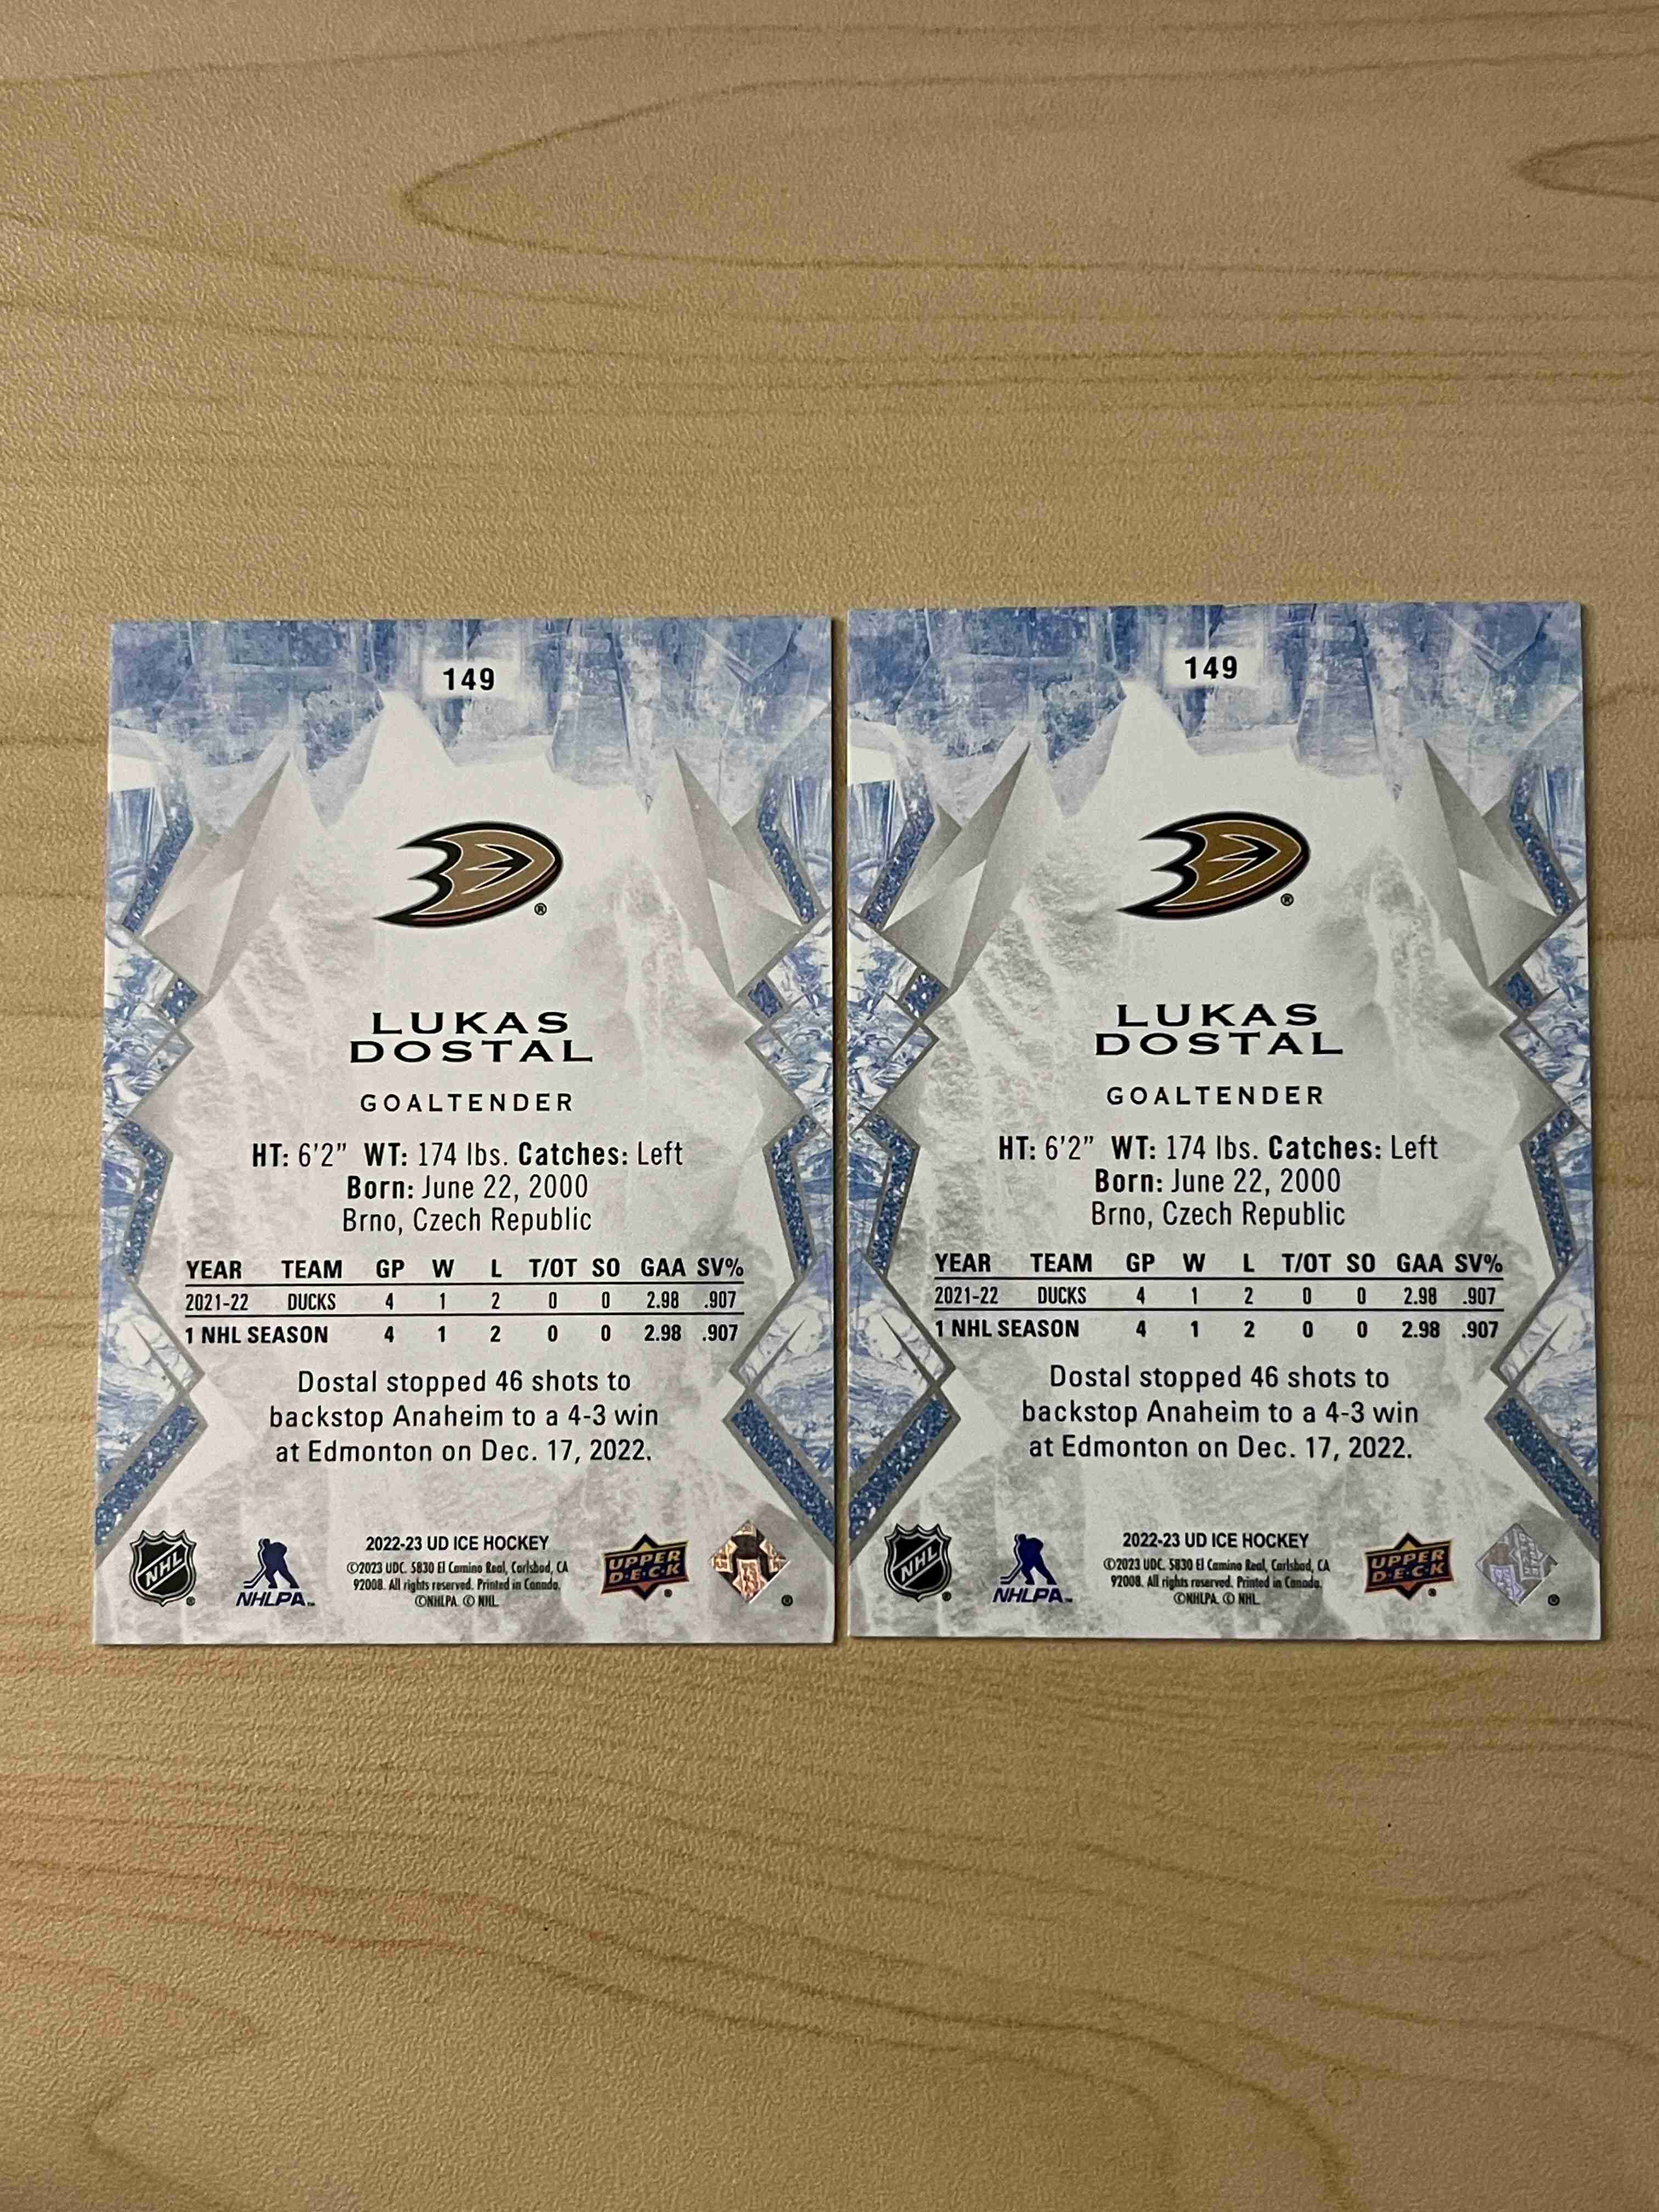 149
LUKAS
DOSTAL
GOALTENDER
HT: 6'2" WT: 174 lbs. Catches: Left
Born: June 22, 2000
Brno, Czech Republic
YEAR TEAM GP W L T/OT SO GAA SV%
2021-22 DUCKS 4 1 2 0 0 2.98 .907
1 NHL SEASON 4 1 2 0 0 2.98 .907
Dostal stopped 46 shots to
backstop Anaheim to a 4-3 win
at Edmonton on Dec. 17, 2022.
NHL
®
NHLPA™
2022-23 UD ICE HOCKEY
©2023 UDC. 5830 El Camino Real, Carlsbad, CA
92008. All rights reserved. Printed in Canada.
©NHLPA. © NHL.
UPPER
D·E·C·K
®
®
149
LUKAS
DOSTAL
GOALTENDER
HT: 6'2" WT: 174 lbs. Catches: Left
Born: June 22, 2000
Brno, Czech Republic
YEAR TEAM GP W L T/OT SO GAA SV%
2021-22 DUCKS 4 1 2 0 0 2.98 .907
1 NHL SEASON 4 1 2 0 0 2.98 .907
Dostal stopped 46 shots to
backstop Anaheim to a 4-3 win
at Edmonton on Dec. 17, 2022.
NHL
®
NHLPA™
2022-23 UD ICE HOCKEY
©2023 UDC. 5830 El Camino Real, Carlsbad, CA
92008. All rights reserved. Printed in Canada.
©NHLPA. © NHL.
UPPER
D·E·C·K
®
®